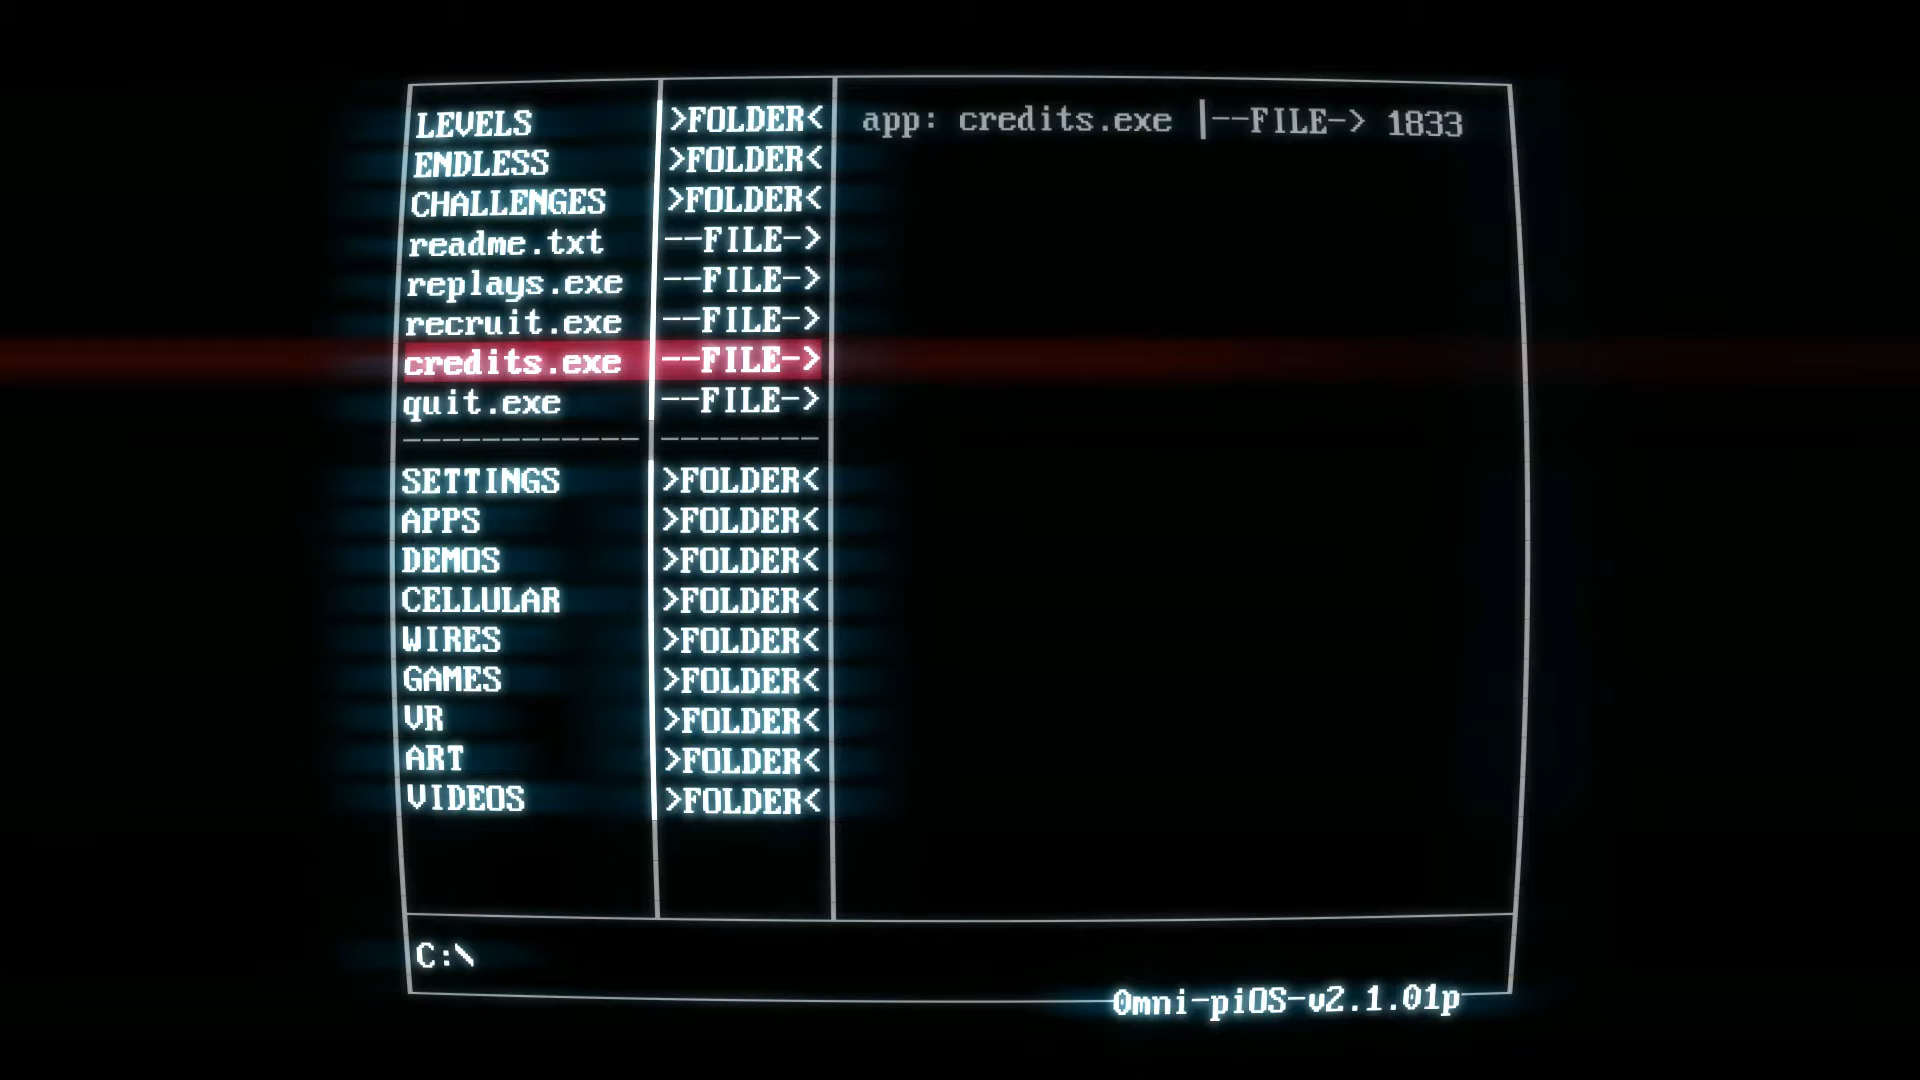 LEVELS >FOLDER< app: credits.exe |--FILE-> 1833
ENDLESS >FOLDER<
CHALLENGES >FOLDER<
readme.txt --FILE->
replays.exe --FILE->
recruit.exe --FILE->
credits.exe --FILE->
quit.exe --FILE->
------------ --------
SETTINGS >FOLDER<
APPS >FOLDER<
DEMOS >FOLDER<
CELLULAR >FOLDER<
WIRES >FOLDER<
GAMES >FOLDER<
VR >FOLDER<
ART >FOLDER<
VIDEOS >FOLDER<
C:\
0mni-piOS-v2.1.01p